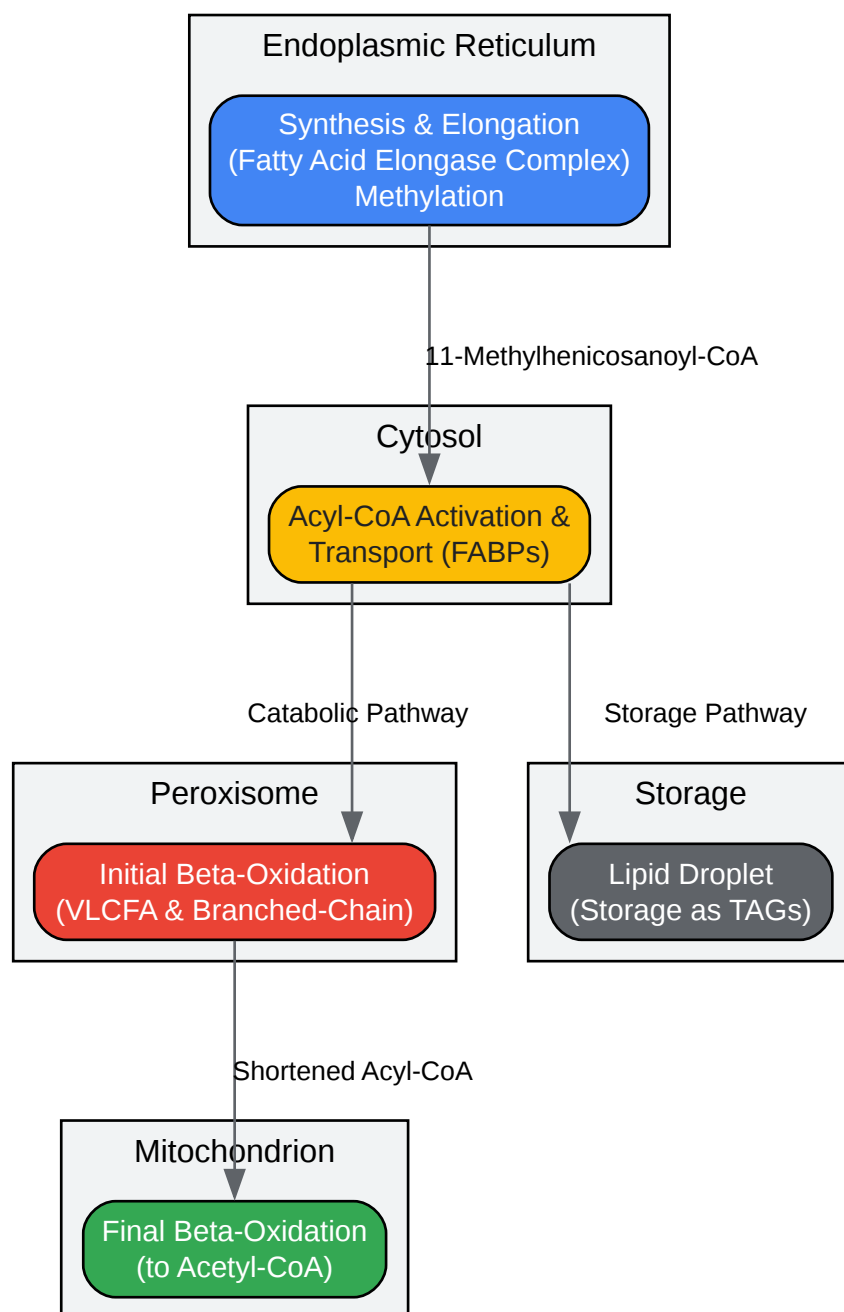 Endoplasmic Reticulum
Synthesis & Elongation
(Fatty Acid Elongase Complex)
Methylation
11-Methylhenicosanoyl-CoA
Cytosol
Acyl-CoA Activation &
Transport (FABPs)
Catabolic Pathway
Storage Pathway
Peroxisome
Storage
Initial Beta-Oxidation
(VLCFA & Branched-Chain)
Lipid Droplet
(Storage as TAGs)
Shortened Acyl-CoA
Mitochondrion
Final Beta-Oxidation
(to Acetyl-CoA)